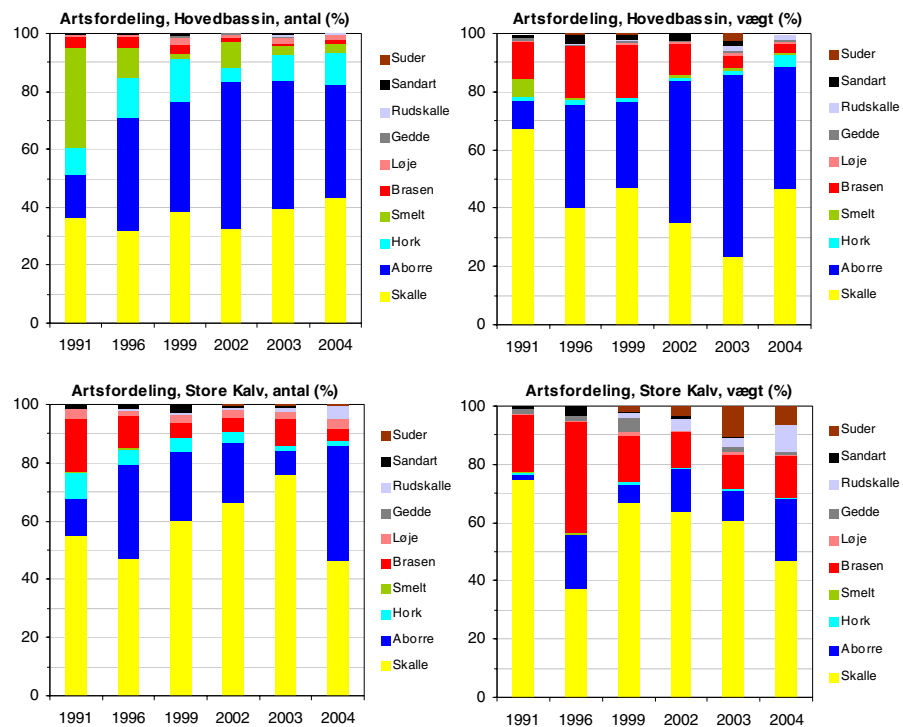 Artsfordeling, Hovedbassin, antal (%)
100
80
60
40
20
0
1991 1996 1999 2002 2003 2004
Suder
Sandart
Rudskalle
Gedde
Løje
Brasen
Smelt
Hork
Aborre
Skalle
Artsfordeling, Hovedbassin, vægt (%)
100
80
60
40
20
0
1991 1996 1999 2002 2003 2004
Suder
Sandart
Rudskalle
Gedde
Løje
Brasen
Smelt
Hork
Aborre
Skalle
Artsfordeling, Store Kalv, antal (%)
100
80
60
40
20
0
1991 1996 1999 2002 2003 2004
Suder
Sandart
Rudskalle
Gedde
Løje
Brasen
Smelt
Hork
Aborre
Skalle
Artsfordeling, Store Kalv, vægt (%)
100
80
60
40
20
0
1991 1996 1999 2002 2003 2004
Suder
Sandart
Rudskalle
Gedde
Løje
Brasen
Smelt
Hork
Aborre
Skalle